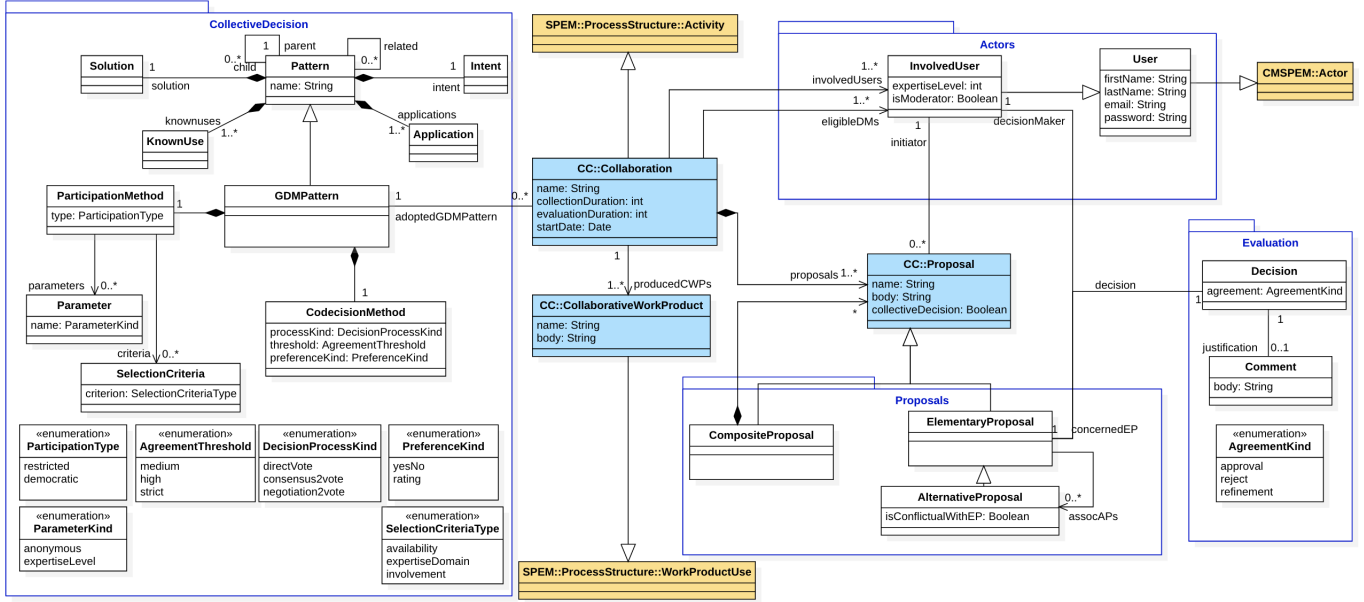 CollectiveDecision
Solution
1
solution
1
parent
0..*
child
related
0..*
Pattern
name: String
1
intent
Intent
knownuses
1..*
KnownUse
applications
1..*
Application
ParticipationMethod
type: ParticipationType
1
GDMPattern
1
adoptedGDMPattern
0..*
parameters
0..*
Parameter
name: ParameterKind
criteria
0..*
SelectionCriteria
criterion: SelectionCriteriaType
1
CodecisionMethod
processKind: DecisionProcessKind
threshold: AgreementThreshold
preferenceKind: PreferenceKind
«enumeration»
ParticipationType
restricted
democratic
«enumeration»
AgreementThreshold
medium
high
strict
«enumeration»
DecisionProcessKind
directVote
consensus2vote
negotiation2vote
«enumeration»
PreferenceKind
yesNo
rating
«enumeration»
ParameterKind
anonymous
expertiseLevel
«enumeration»
SelectionCriteriaType
availability
expertiseDomain
involvement
SPEM::ProcessStructure::Activity
CC::Collaboration
name: String
collectionDuration: int
evaluationDuration: int
startDate: Date
1
1..*
producedCWPs
CC::CollaborativeWorkProduct
name: String
body: String
SPEM::ProcessStructure::WorkProductUse
Actors
1..*
involvedUsers
1..*
eligibleDMs
InvolvedUser
expertiseLevel: int
isModerator: Boolean
1
initiator
1
decisionMaker
User
firstName: String
lastName: String
email: String
password: String
CMSPEM::Actor
0..*
proposals
1..*
*
CC::Proposal
name: String
body: String
collectiveDecision: Boolean
decision
1
Proposals
CompositeProposal
ElementaryProposal
1
concernedEP
AlternativeProposal
isConflictualWithEP: Boolean
0..*
assocAPs
Evaluation
Decision
agreement: AgreementKind
1
justification
0..1
Comment
body: String
«enumeration»
AgreementKind
approval
reject
refinement